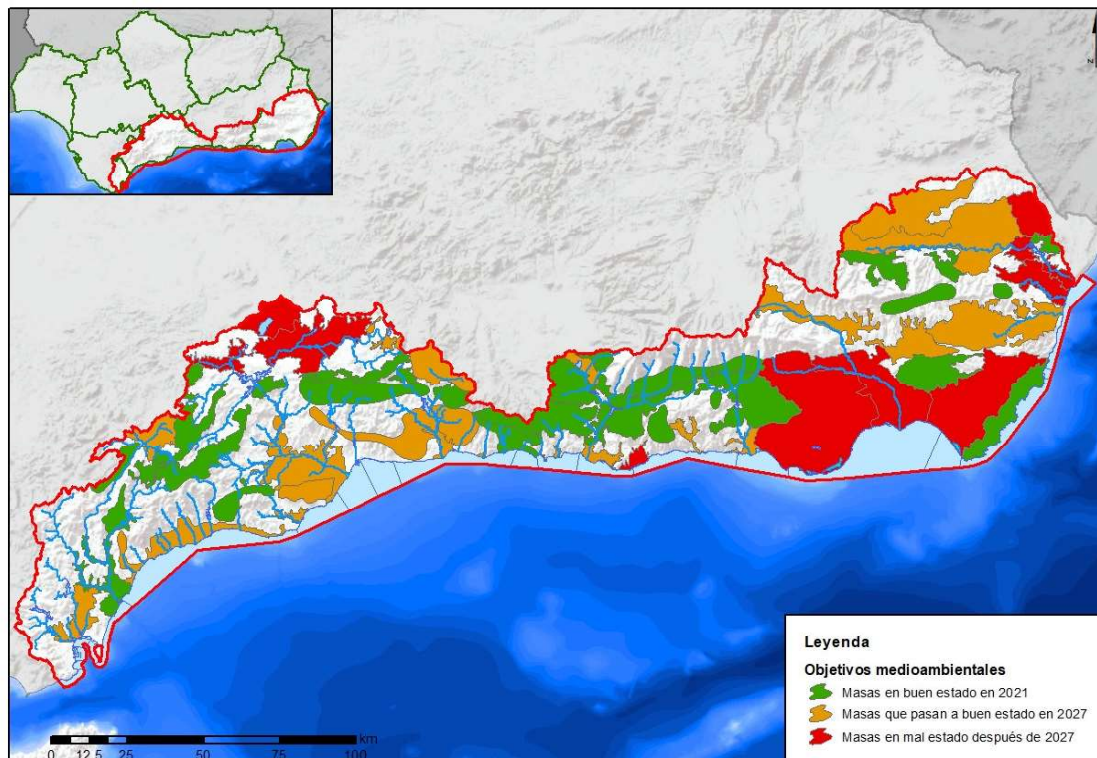 N
Leyenda
Objetivos medioambientales
Masas en buen estado en 2021
Masas que pasan a buen estado en 2027
Masas en mal estado después de 2027
km
0 12,5 25 50 75 100